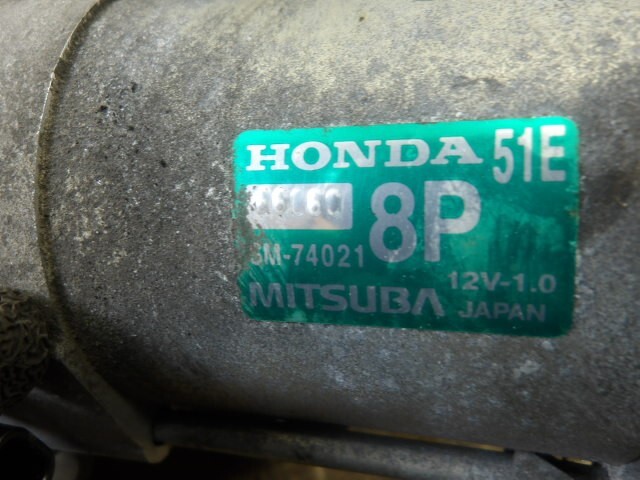 HONDA 51E
8P
SM-74021
12V-1.0
MITSUBA JAPAN